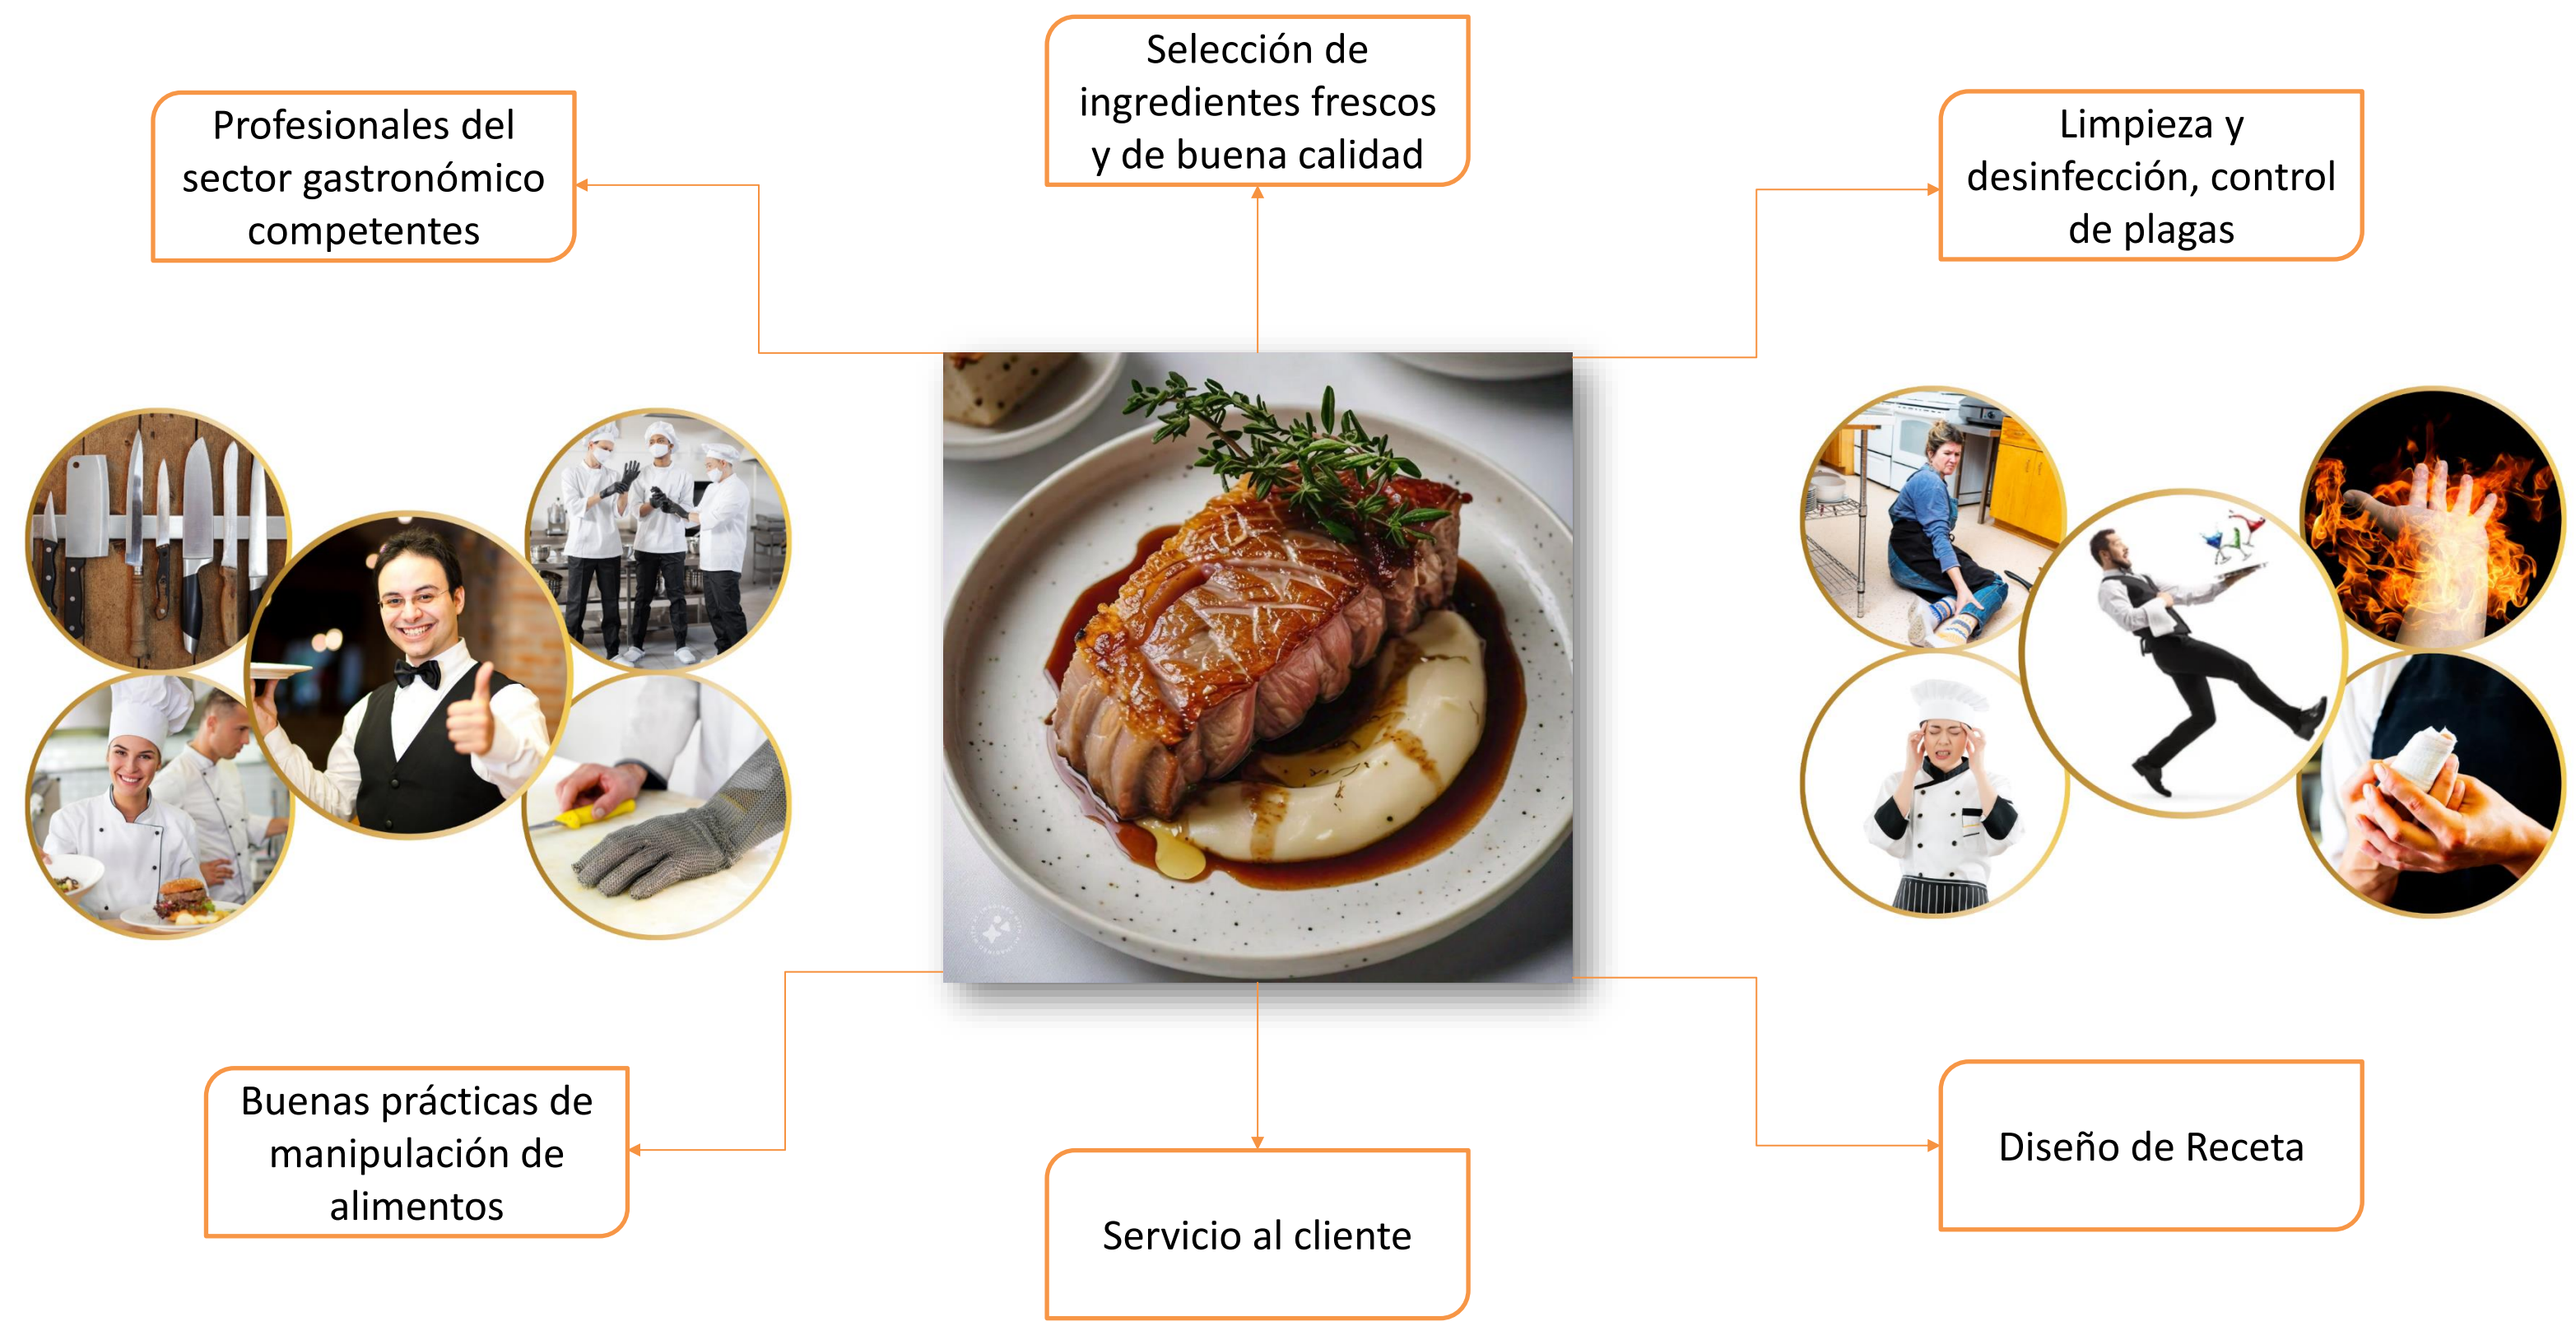 Selección de
ingredientes frescos
y de buena calidad
Profesionales del
sector gastronómico
competentes
Limpieza y
desinfección, control
de plagas
Buenas prácticas de
manipulación de
alimentos
Servicio al cliente
Diseño de Receta